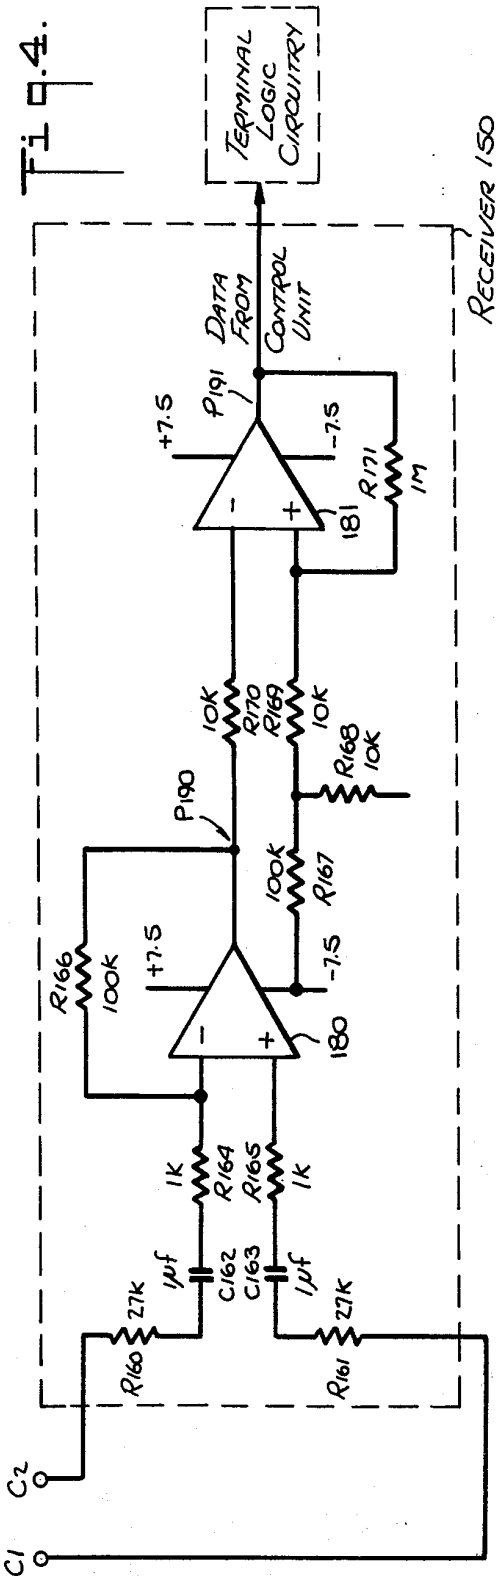 Fig.4.
C1
C2
R160
27K
R161
27K
1µf
C162
C163
1µf
1K
R164
R165
1K
R166
100K
+7.5
-
+
-7.5
180
P190
100K
R167
R168
10K
10K
R170
R169
10K
+7.5
-
+
-7.5
181
R171
1M
P191
DATA
FROM
CONTROL
UNIT
TERMINAL
LOGIC
CIRCUITRY
RECEIVER 150